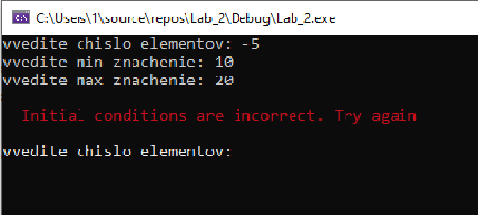 C:\Users\1\source\repos\Lab_2\Debug\Lab_2.exe
vvedite chislo elementov: -5
vvedite min znachenie: 10
vvedite max znachenie: 20
Initial conditions are incorrect. Try again
vvedite chislo elementov: